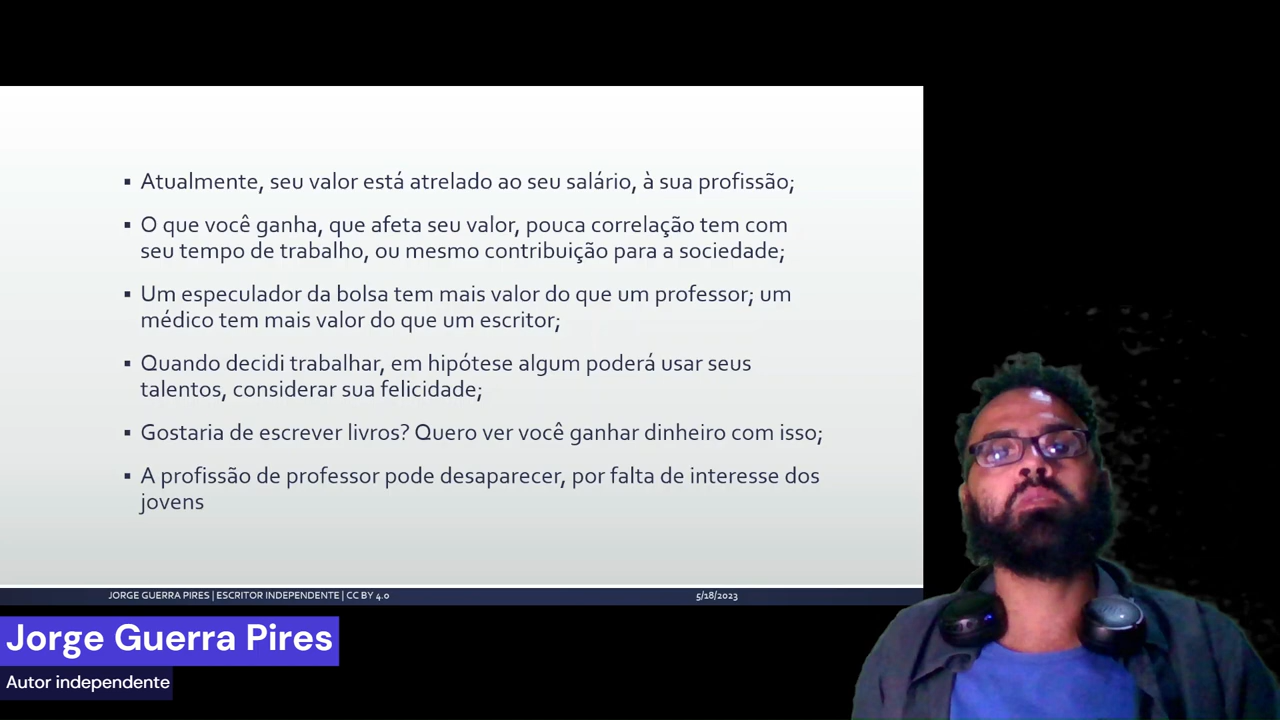 ▪ Atualmente, seu valor está atrelado ao seu salário, à sua profissão;
▪ O que você ganha, que afeta seu valor, pouca correlação tem com
seu tempo de trabalho, ou mesmo contribuição para a sociedade;
▪ Um especulador da bolsa tem mais valor do que um professor; um
médico tem mais valor do que um escritor;
▪ Quando decidi trabalhar, em hipótese algum poderá usar seus
talentos, considerar sua felicidade;
▪ Gostaria de escrever livros? Quero ver você ganhar dinheiro com isso;
▪ A profissão de professor pode desaparecer, por falta de interesse dos
jovens
JORGE GUERRA PIRES | ESCRITOR INDEPENDENTE | CC BY 4.0 5/18/2023
Jorge Guerra Pires
Autor independente